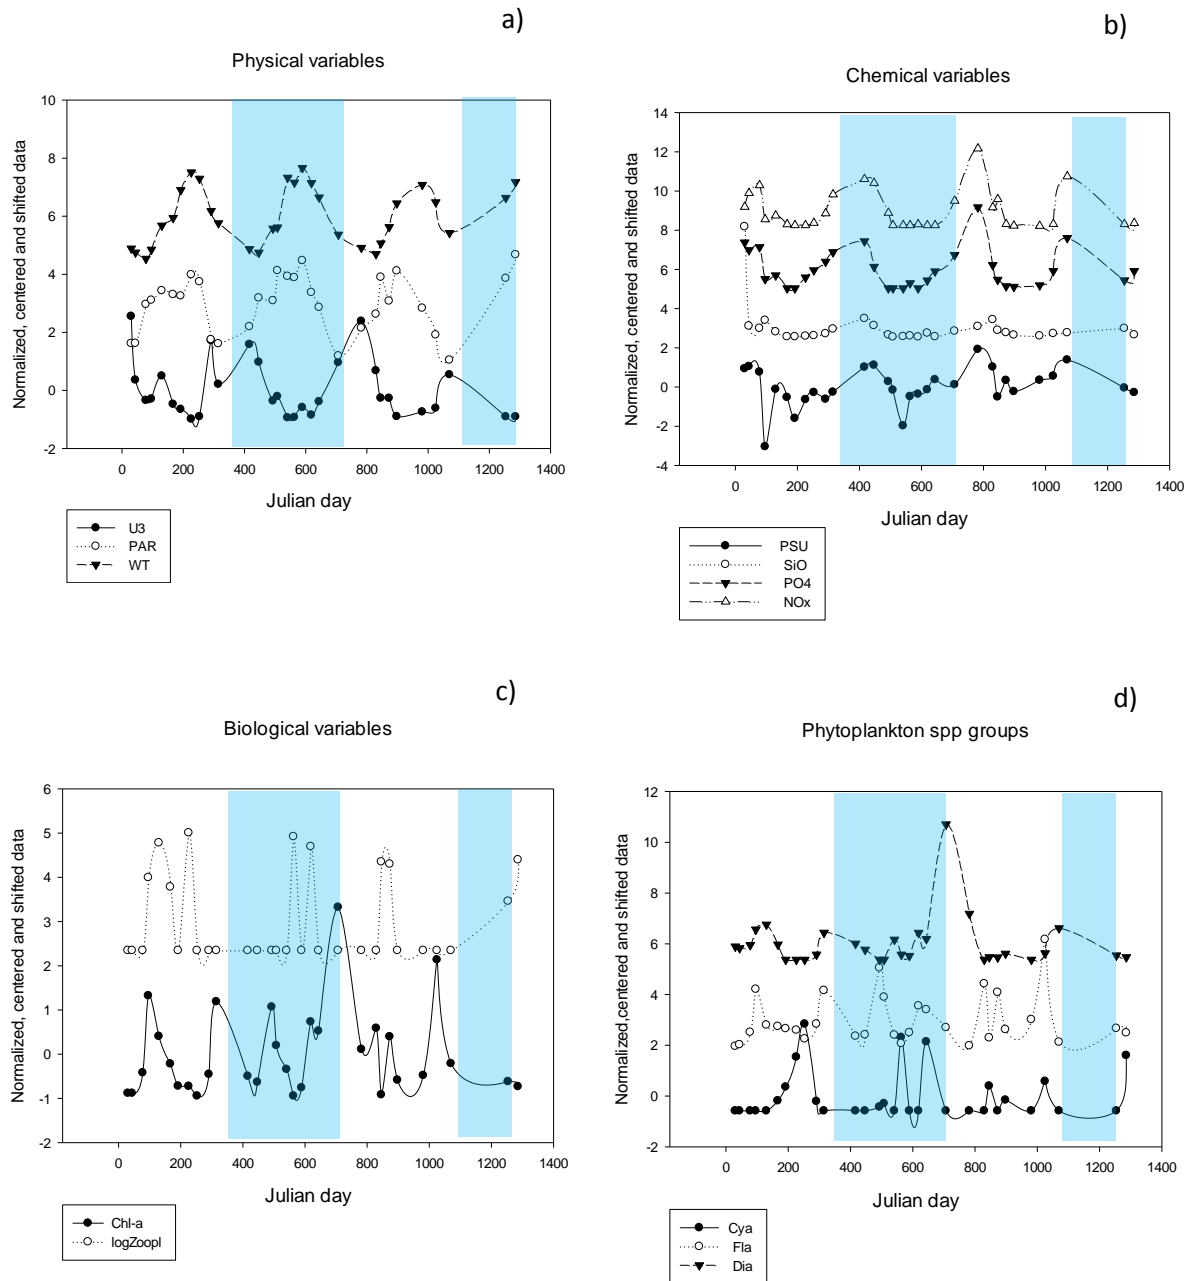 a)
Physical variables
Normalized, centered and shifted data
10
8
6
4
2
0
-2
0 200 400 600 800 1000 1200 1400
Julian day
U3
PAR
WT
b)
Chemical variables
Normalized, centered and shifted data
14
12
10
8
6
4
2
0
-2
-4
0 200 400 600 800 1000 1200 1400
Julian day
PSU
SiO
PO4
NOx
c)
Biological variables
Normalized, centered and shifted data
6
5
4
3
2
1
0
-1
-2
0 200 400 600 800 1000 1200 1400
Julian day
Chl-a
logZoopl
d)
Phytoplankton spp groups
Normalized,centered and shifted data
12
10
8
6
4
2
0
-2
0 200 400 600 800 1000 1200 1400
Julian day
Cya
Fla
Dia